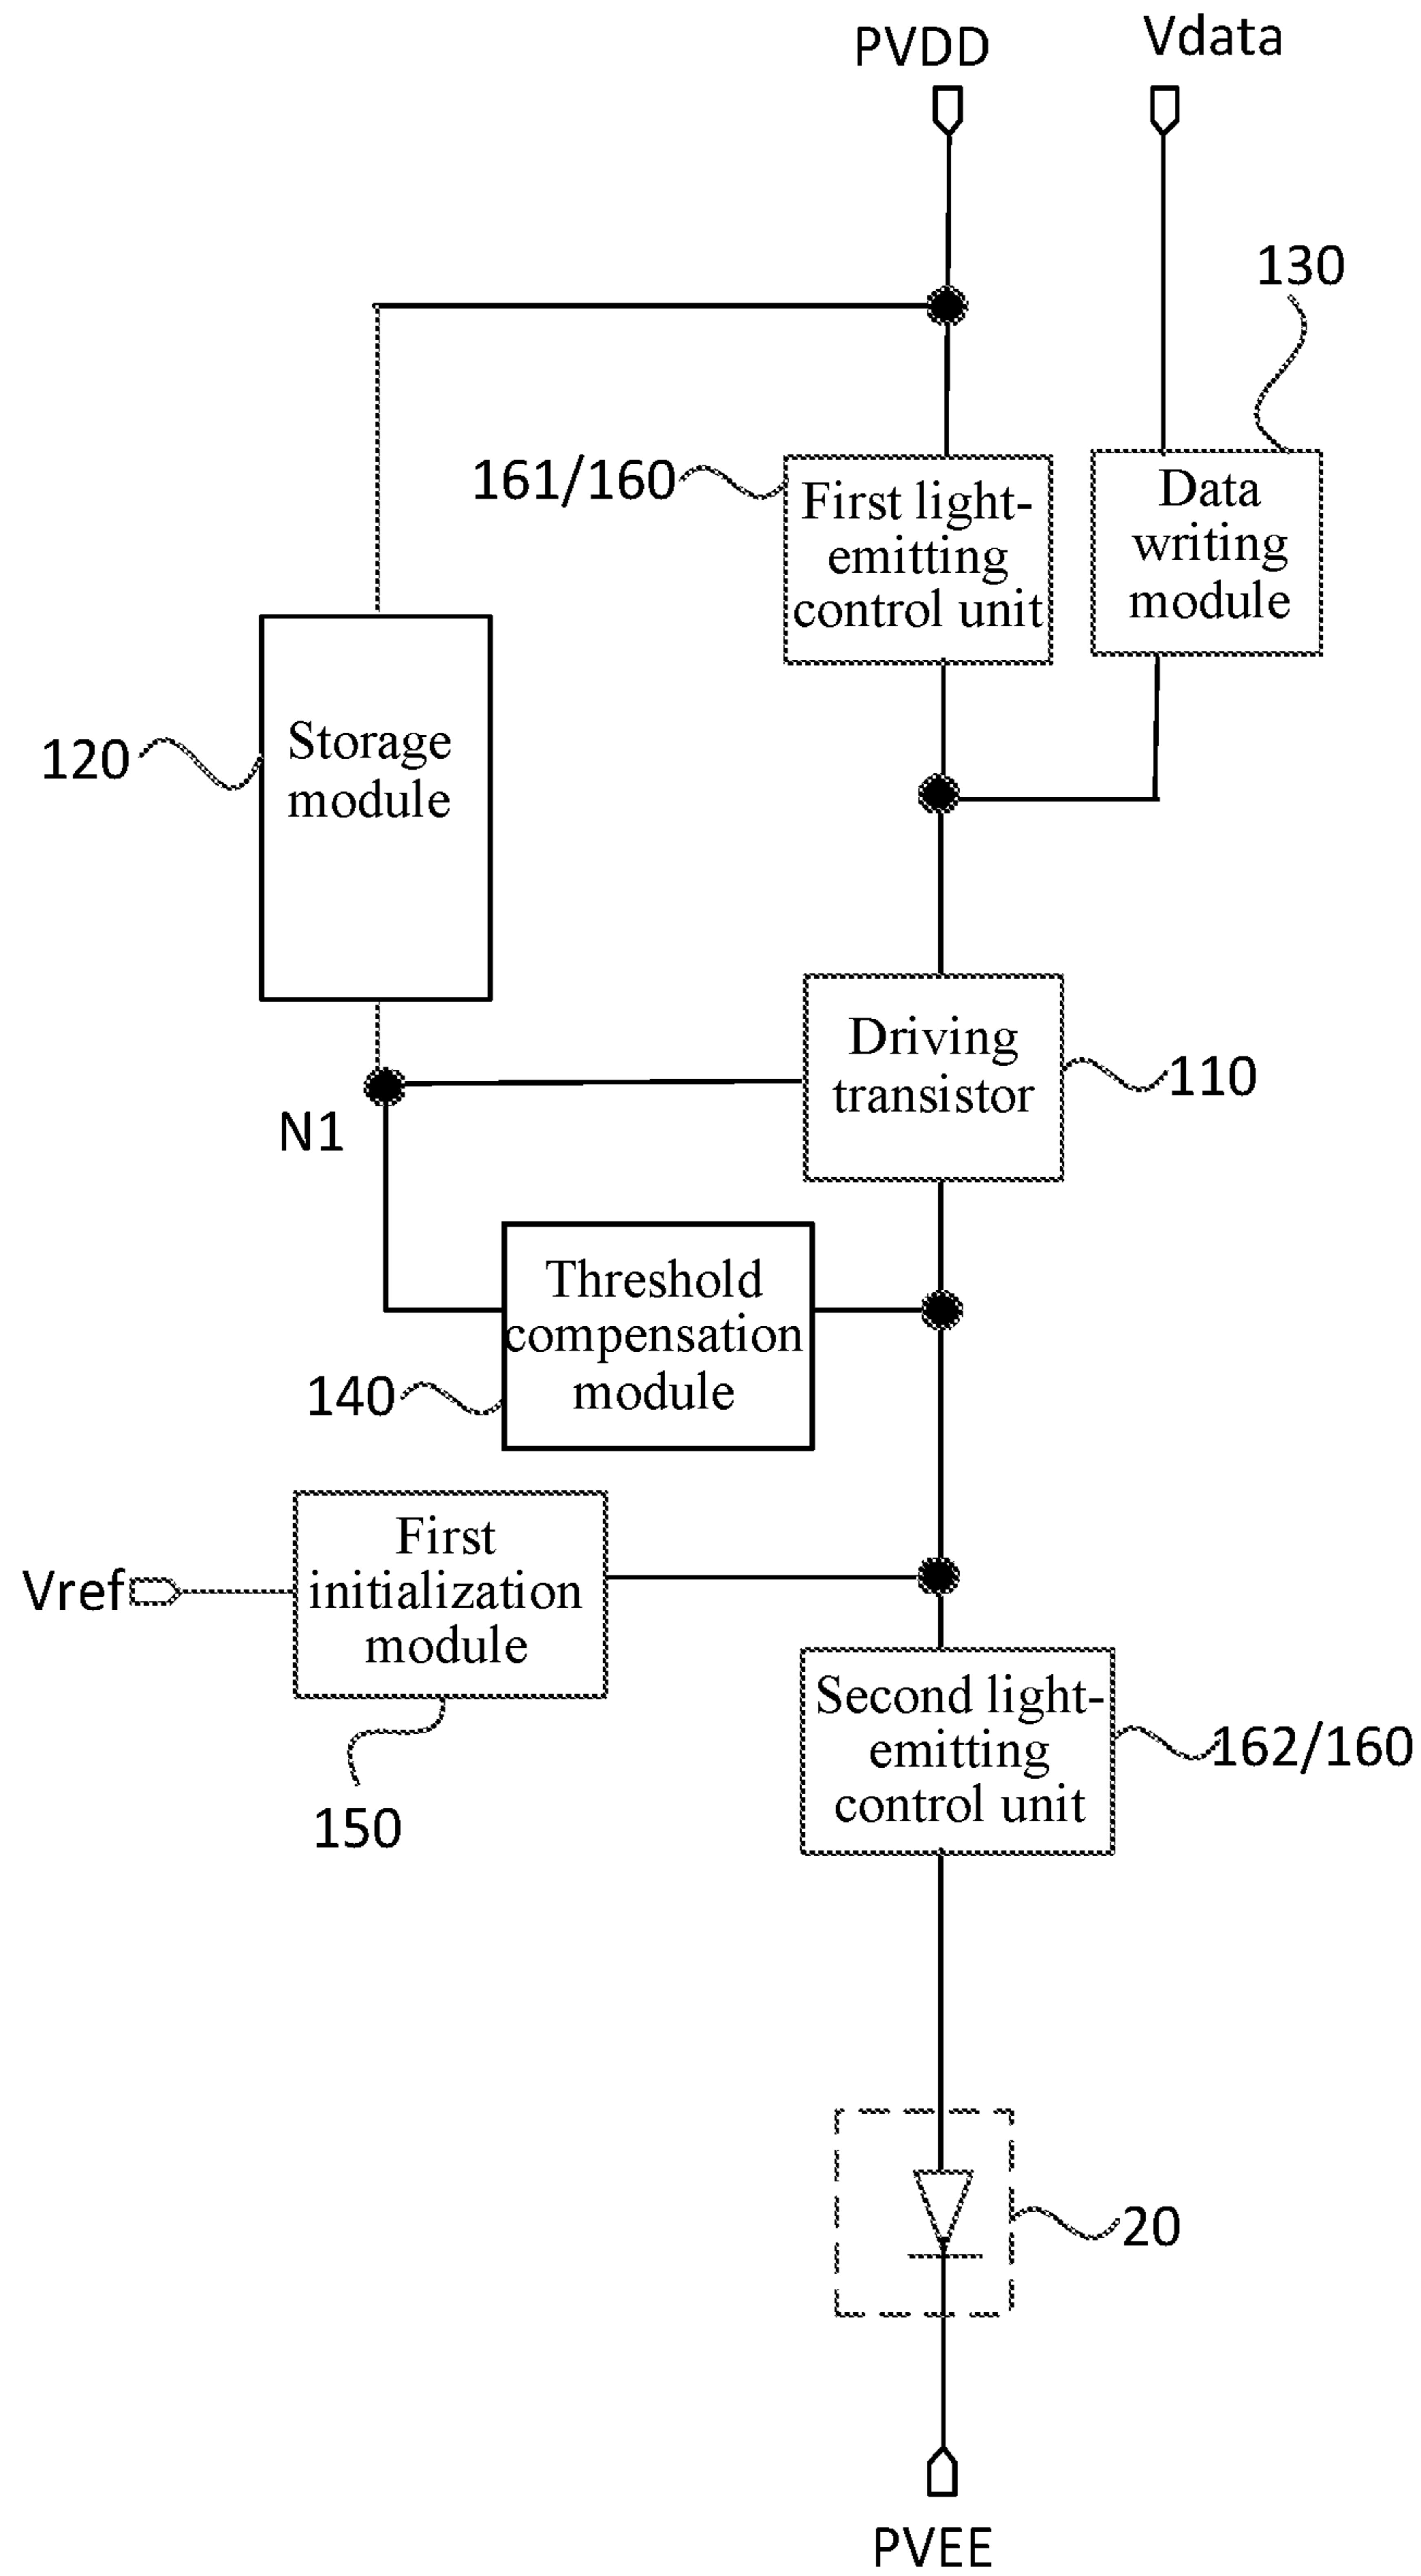 PVDD
Vdata
130
161/160
First light-
emitting
control unit
Data
writing
module
120
Storage
module
Driving
transistor
110
N1
Threshold
compensation
module
140
First
initialization
module
Vref
150
Second light-
emitting
control unit
162/160
20
PVEE